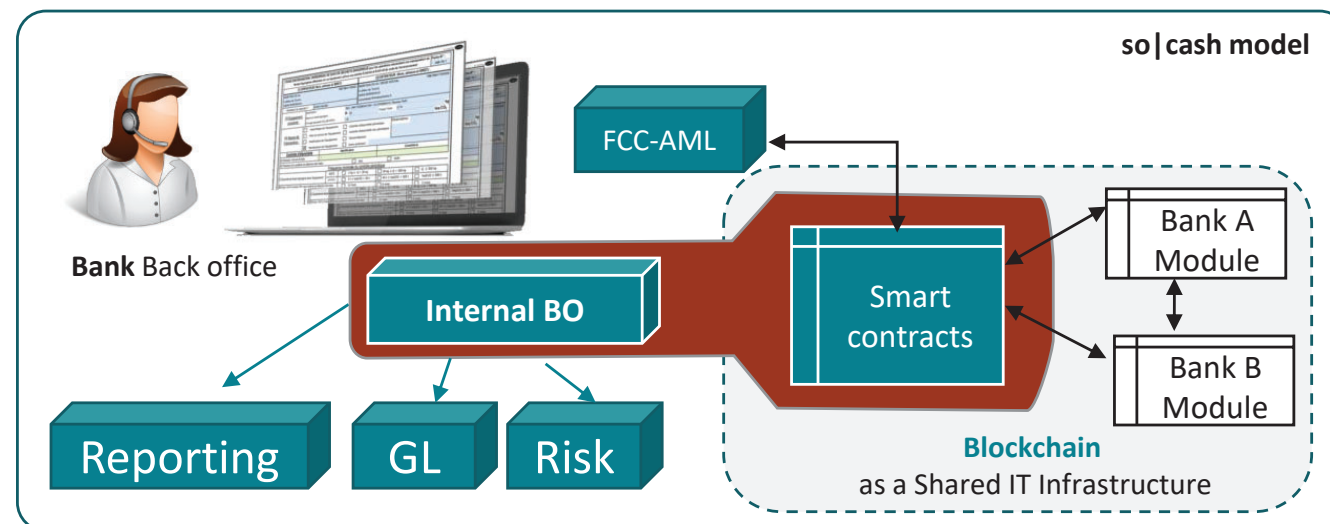 so|cash model
FCC-AML
Bank Back office
Internal BO
Smart
contracts
Bank A
Module
Bank B
Module
Reporting
GL
Risk
Blockchain
as a Shared IT Infrastructure